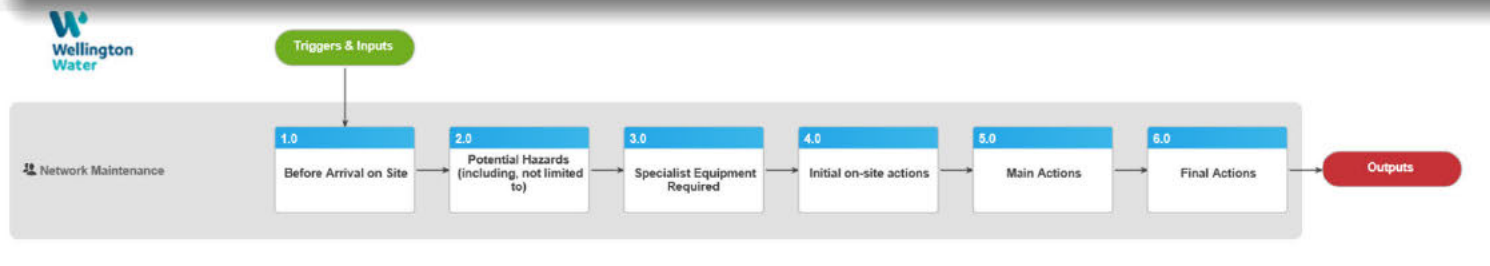 Wellington
Water
Triggers & Inputs
Network Maintenance
1.0
Before Arrival on Site
2.0
Potential Hazards
(including, not limited
to)
3.0
Specialist Equipment
Required
4.0
Initial on-site actions
5.0
Main Actions
6.0
Final Actions
Outputs